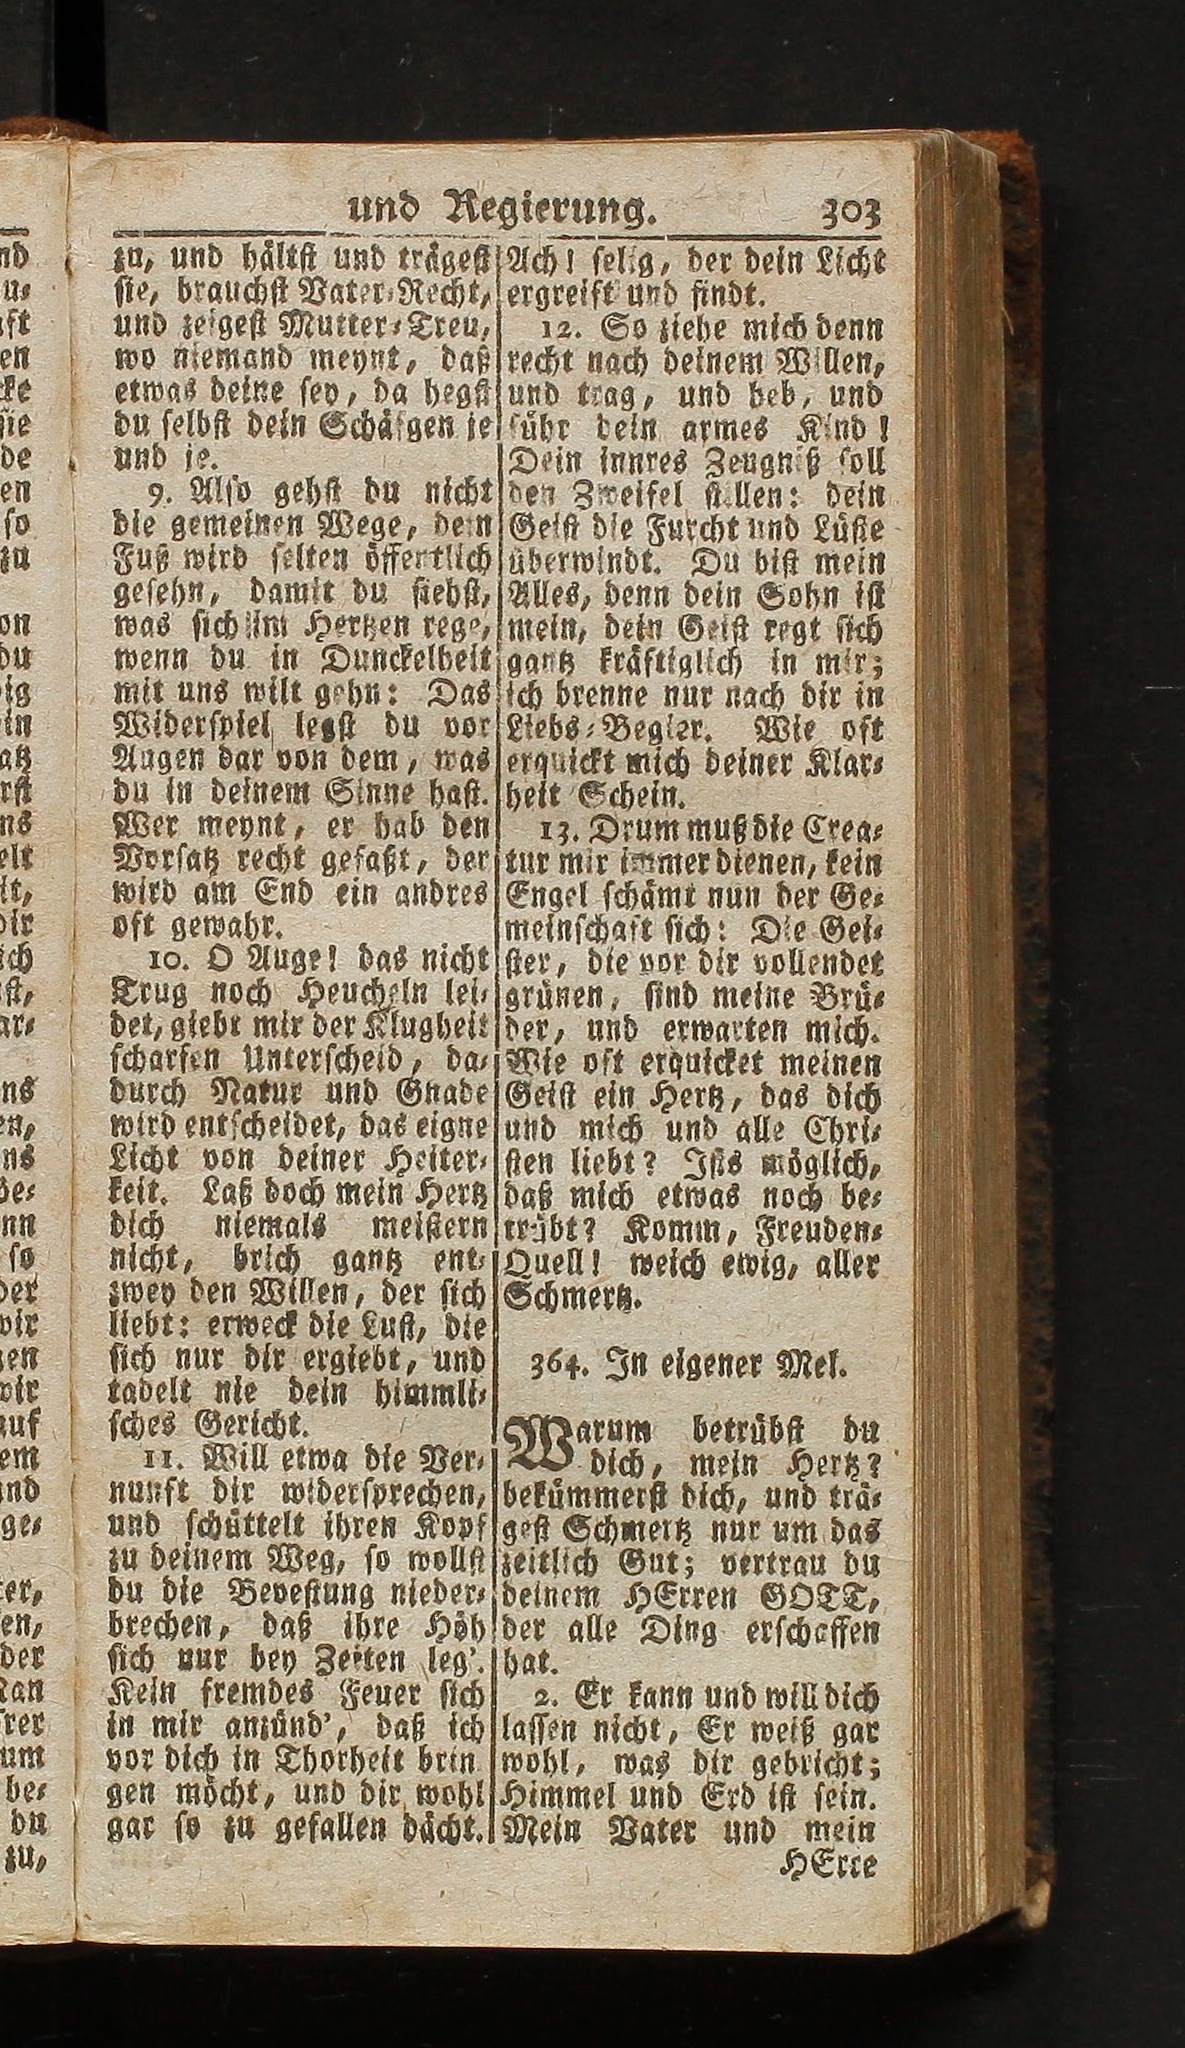 und Regierung. 303
zu, und hältst und trägest
sie, brauchst Vater-Recht,
und zeigest Mutter-Treu,
wo niemand meynt, daß
etwas deine sey, da hegst
du selbst dein Schäfgen je
und je.
9. Also gehst du nicht
die gemeinen Wege, dein
Fuß wird selten öffentlich
gesehn, damit du siehst,
was sich im Hertzen rege,
wenn du in Dunckelheit
mit uns wilt gehn: Das
Widerspiel legst du vor
Augen dar von dem, was
du in deinem Sinne hast.
Wer meynt, er hab den
Vorsatz recht gefaßt, der
wird am End ein andres
oft gewahr.
10. O Auge! das nicht
Trug noch Heucheln lei-
det, giebt mir der Klugheit
scharfen Unterscheid, da-
durch Natur und Gnade
wird entscheidet, das eigne
Licht von deiner Heiter-
keit. Laß doch mein Hertz
dich niemals meistern
nicht, brich gantz ent-
zwey den Willen, der sich
liebt: erweck die Lust, die
sich nur dir ergiebt, und
tadelt nie dein himmli-
sches Gericht.
11. Will etwa die Ver-
nunft dir widersprechen,
und schüttelt ihren Kopf
zu deinem Weg, so wollst
du die Bevestung nieder-
brechen, daß ihre Höh
sich nur bey Zeiten leg'.
Kein fremdes Feuer sich
in mir anzünd', daß ich
vor dich in Thorheit brin
gen möcht, und dir wohl
gar so zu gefallen dächt.
Ach! selig, der dein Licht
ergreift und findt.
12. So ziehe mich denn
recht nach deinem Willen,
und trag, und heb, und
führ dein armes Kind!
Dein innres Zeugniß soll
den Zweifel stillen: dein
Geist die Furcht und Lüste
überwindt. Du bist mein
Alles, denn dein Sohn ist
mein, dein Geist regt sich
gantz kräftiglich in mir;
ich brenne nur nach dir in
Liebs-Begier. Wie oft
erquickt mich deiner Klar-
heit Schein.
13. Drum muß die Crea-
tur mir immer dienen, kein
Engel schämt nun der Ge-
meinschaft sich: Die Gei-
ster, die vor dir vollendet
grünen, sind meine Brü-
der, und erwarten mich.
Wie oft erquicket meinen
Geist ein Hertz, das dich
und mich und alle Chri-
sten liebt? Ists möglich,
daß mich etwas noch be-
trübt? Komm, Freuden-
Quell! weich ewig, aller
Schmertz.
364. In eigener Mel.
Warum betrübst du
dich, mein Hertz?
bekümmerst dich, und trä-
gest Schmertz nur um das
zeitlich Gut; vertrau du
deinem HErren GOTT,
der alle Ding erschaffen
hat.
2. Er kann und will dich
lassen nicht, Er weiß gar
wohl, was dir gebricht;
Himmel und Erd ist sein.
Mein Vater und mein
HErre